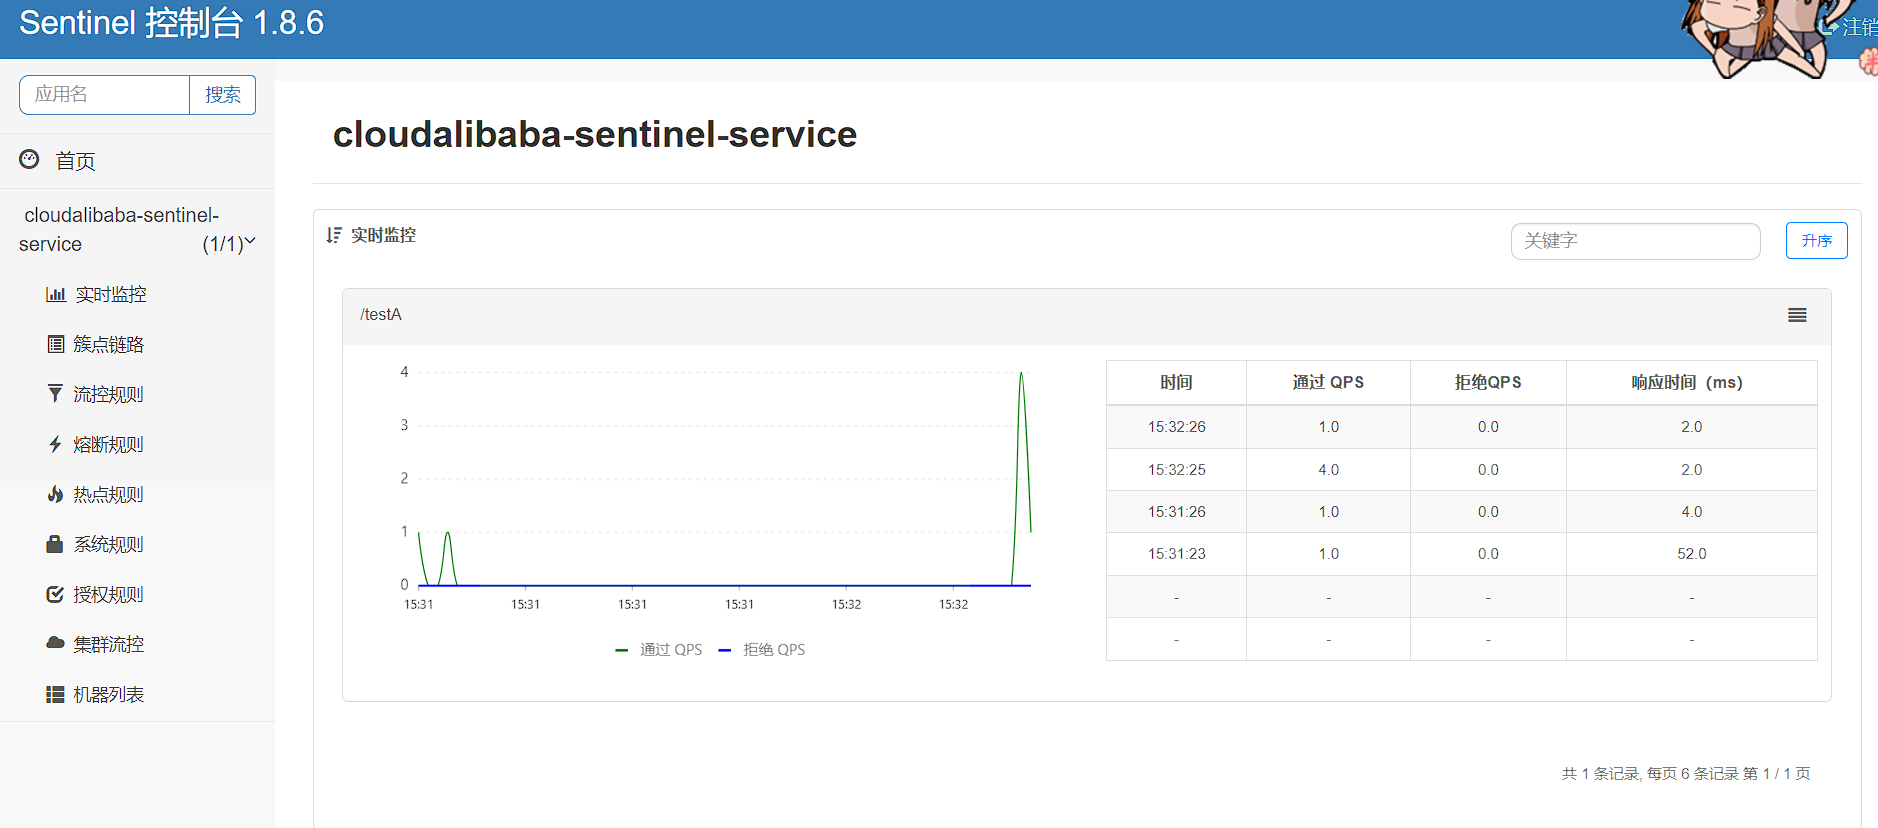 Sentinel 控制台 1.8.6
注销
应用名 搜索
首页
cloudalibaba-sentinel-service (1/1)
实时监控
簇点链路
流控规则
熔断规则
热点规则
系统规则
授权规则
集群流控
机器列表
cloudalibaba-sentinel-service
实时监控 关键字 升序
/testA
4
3
2
1
0
15:31 15:31 15:31 15:31 15:32 15:32
通过 QPS 拒绝 QPS
时间 通过 QPS 拒绝QPS 响应时间（ms）
15:32:26 1.0 0.0 2.0
15:32:25 4.0 0.0 2.0
15:31:26 1.0 0.0 4.0
15:31:23 1.0 0.0 52.0
- - - -
- - - -
共 1 条记录, 每页 6 条记录 第 1 / 1 页